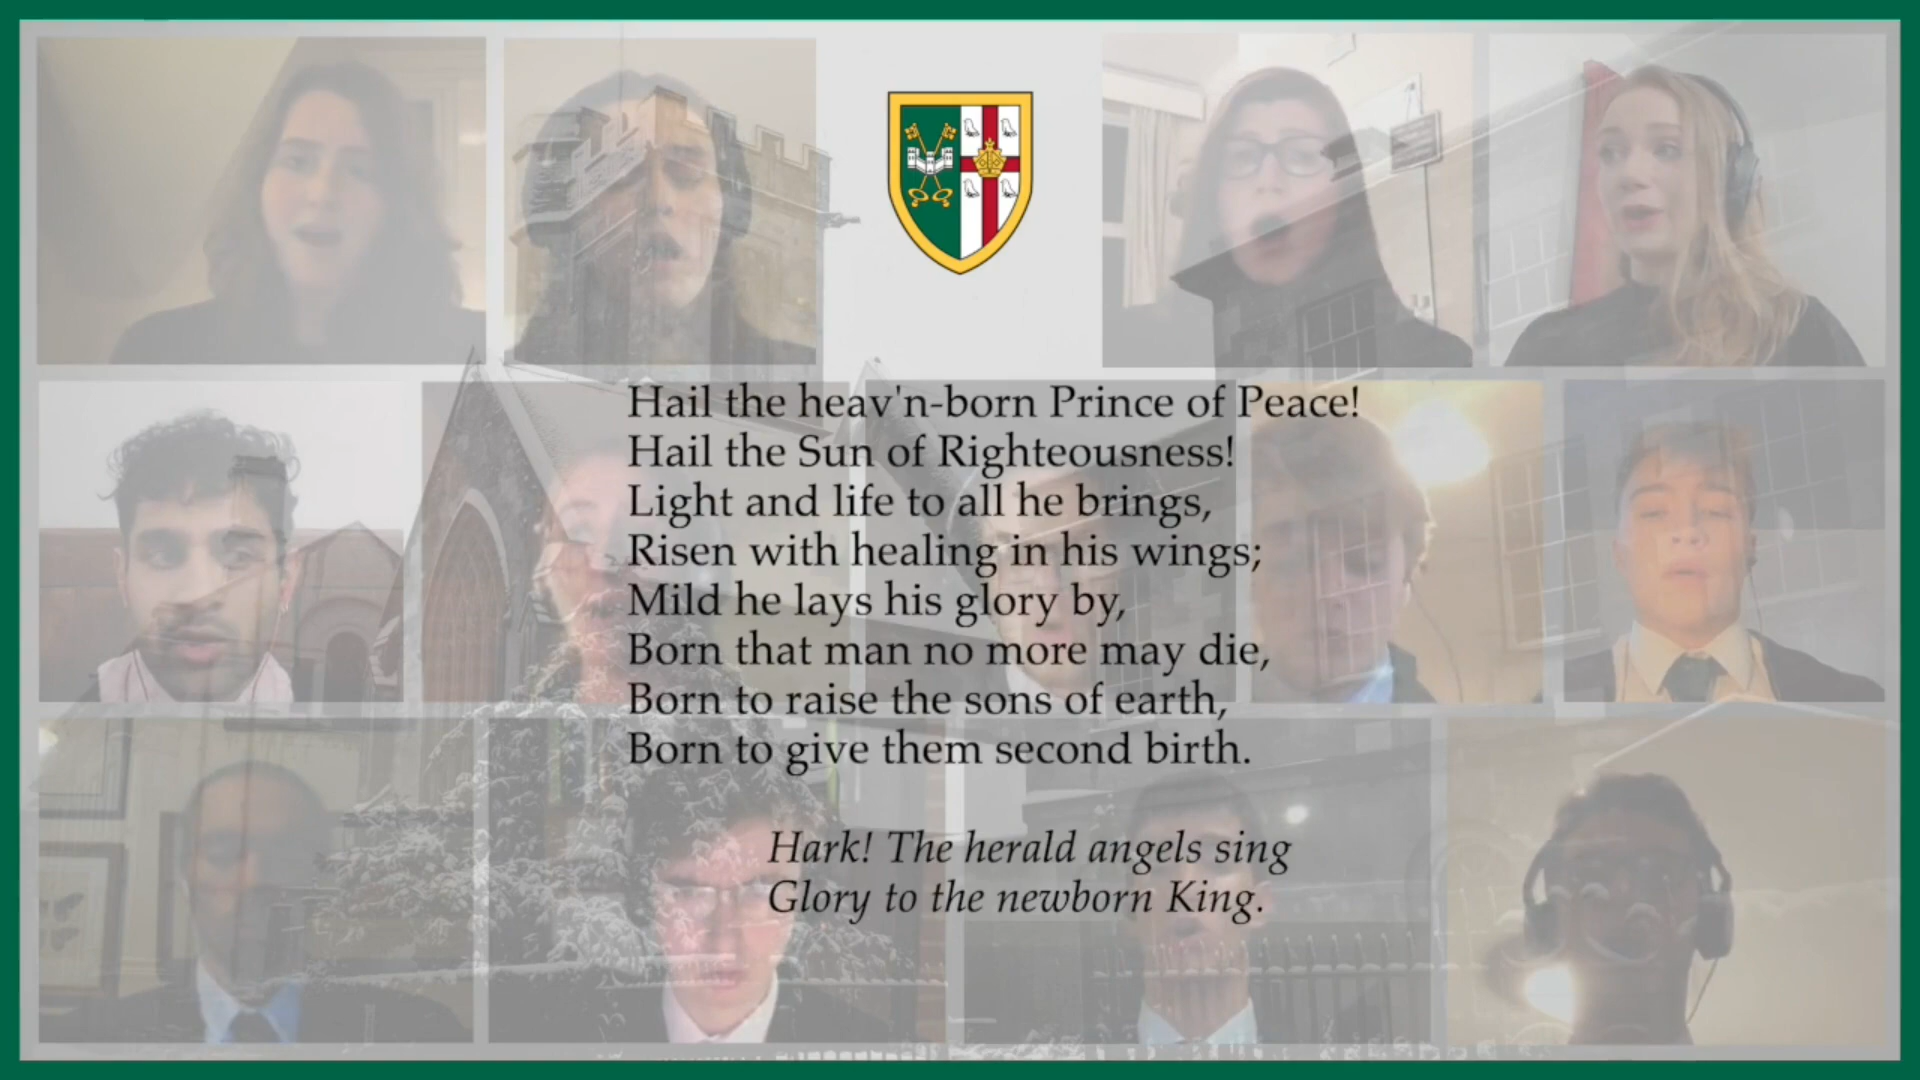 Hail the heav'n-born Prince of Peace!
Hail the Sun of Righteousness!
Light and life to all he brings,
Risen with healing in his wings;
Mild he lays his glory by,
Born that man no more may die,
Born to raise the sons of earth,
Born to give them second birth.
Hark! The herald angels sing
Glory to the newborn King.